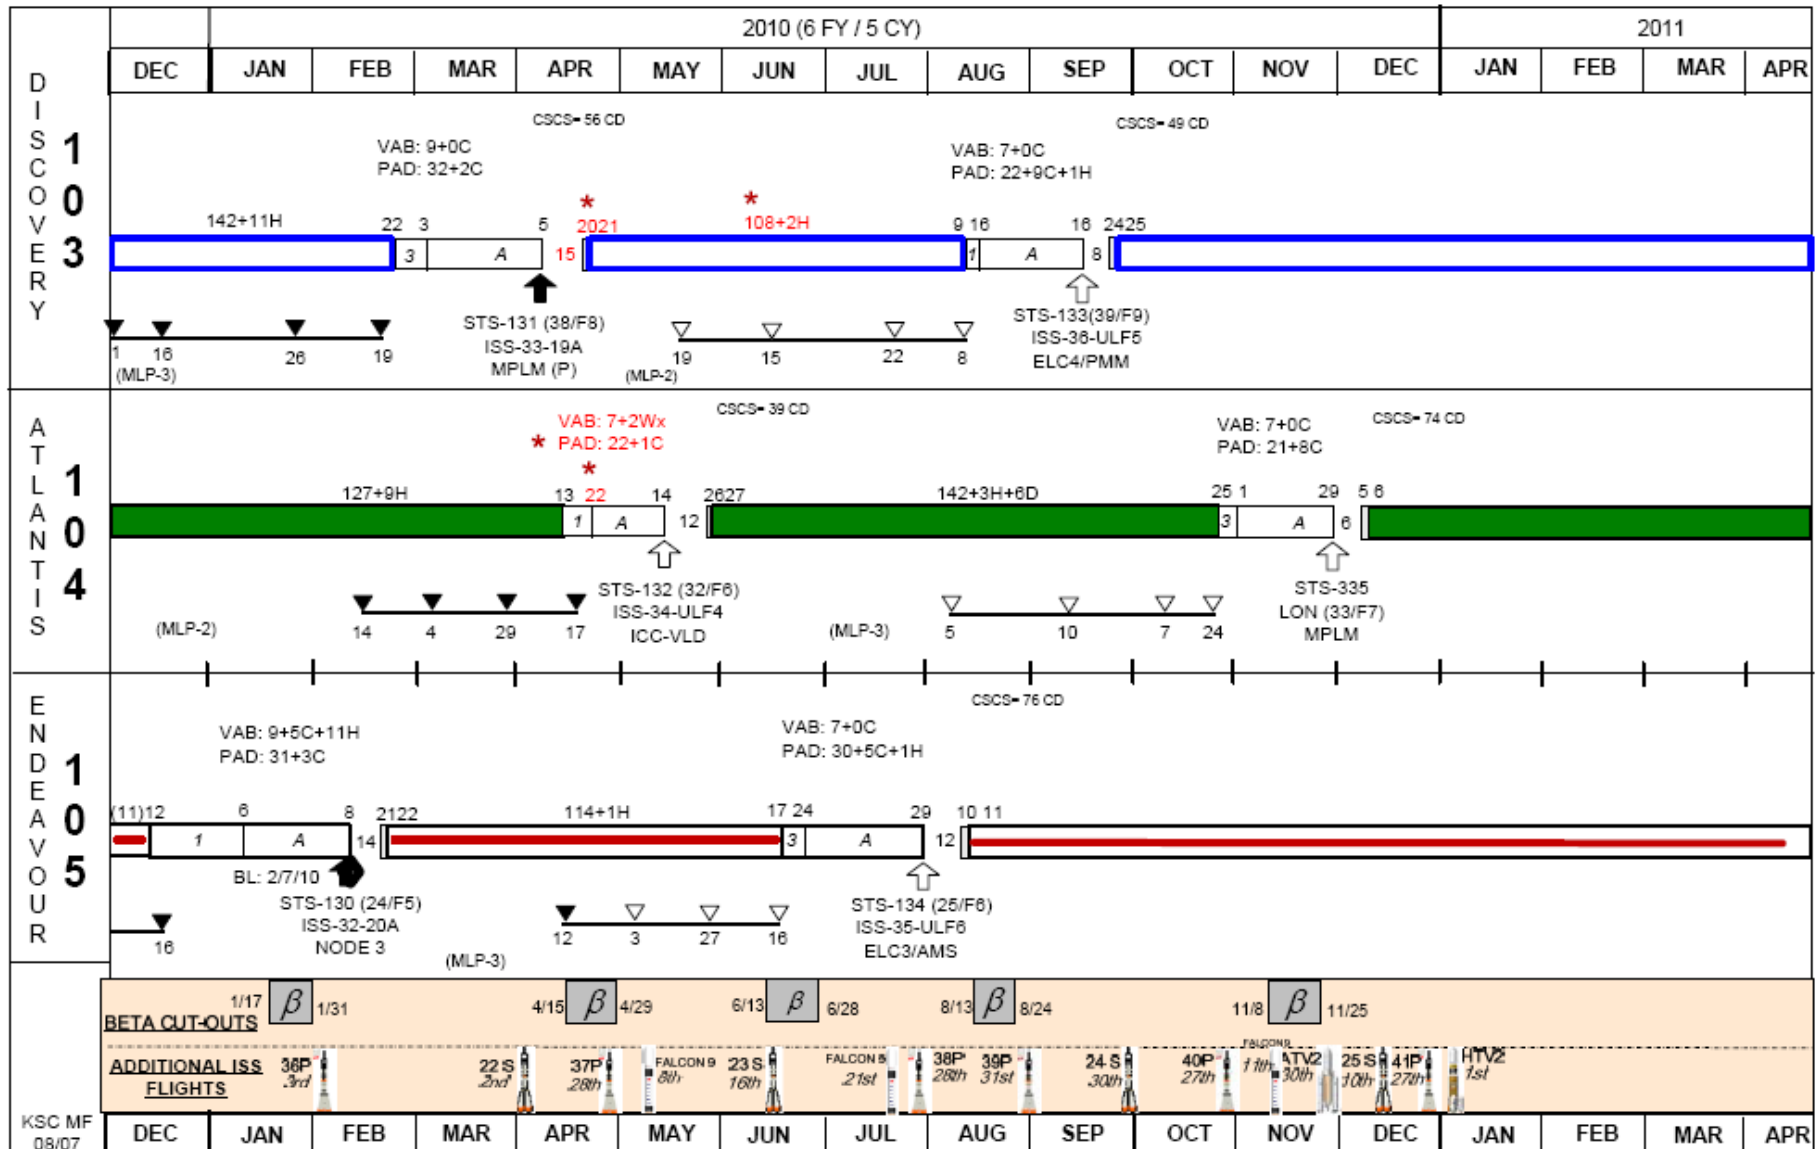 2010 (6 FY / 5 CY) 2011
DEC JAN FEB MAR APR MAY JUN JUL AUG SEP OCT NOV DEC JAN FEB MAR APR
DISCOVERY
103
CSCS= 56 CD CSCS= 49 CD
VAB: 9+0C VAB: 7+0C
PAD: 32+2C PAD: 22+9C+1H
* *
142+11H 22 3 5 2021 108+2H 9 16 16 2425
3 A 15 1 A 8
STS-131 (38/F8) STS-133(39/F9)
ISS-33-19A ISS-36-ULF5
MPLM (P) ELC4/PMM
1 16 26 19 19 15 22 8
(MLP-3) (MLP-2)
ATLANTIS
104
CSCS= 39 CD CSCS= 74 CD
VAB: 7+2Wx VAB: 7+0C
* PAD: 22+1C PAD: 21+8C
*
127+9H 13 22 14 2627 142+3H+6D 25 1 29 5 6
1 A 12 3 A 6
STS-132 (32/F6) STS-335
ISS-34-ULF4 LON (33/F7)
ICC-VLD MPLM
(MLP-2) 14 4 29 17 (MLP-3) 5 10 7 24
ENDEAVOUR
105
CSCS= 76 CD
VAB: 9+5C+11H VAB: 7+0C
PAD: 31+3C PAD: 30+5C+1H
(11)12 6 8 2122 114+1H 17 24 29 10 11
1 A 14 3 A 12
BL: 2/7/10
STS-130 (24/F5) STS-134 (25/F6)
ISS-32-20A ISS-35-ULF6
NODE 3 ELC3/AMS
16 12 3 27 16
(MLP-3)
BETA CUT-OUTS
1/17 β 1/31 4/15 β 4/29 6/13 β 6/28 8/13 β 8/24 11/8 β 11/25
ADDITIONAL ISS FLIGHTS
36P 3rd
22 S 2nd
37P 28th
FALCON 9 8th
23 S 16th
FALCON 21st
38P 28th
39P 31st
24 S 30th
40P 27th
FALCON 11th
ATV2 30th
25 S 10th
41P 27th
HTV2 1st
KSC MF
08/07
DEC JAN FEB MAR APR MAY JUN JUL AUG SEP OCT NOV DEC JAN FEB MAR APR